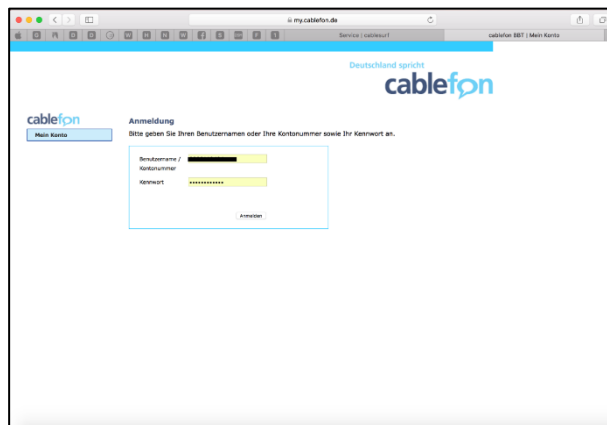 my.cablefon.de
Service | cablesurf
cablefon BBT | Mein Konto
Deutschland spricht
cablefon
cablefon
Mein Konto
Anmeldung
Bitte geben Sie Ihren Benutzernamen oder Ihre Kontonummer sowie Ihr Kennwort an.
Benutzername /
Kontonummer
Kennwort
Anmelden